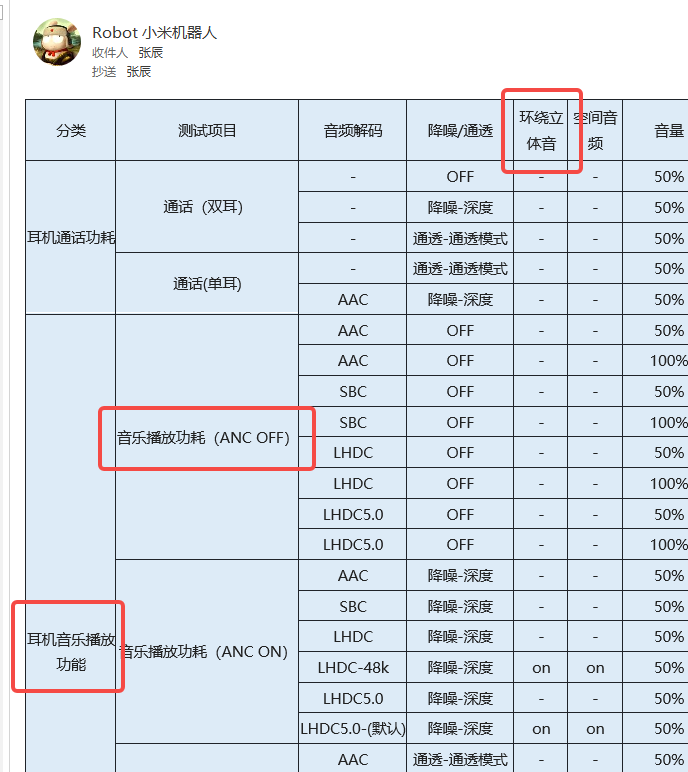 Robot 小米机器人
收件人 张辰
抄送 张辰
分类 测试项目 音频解码 降噪/通透 环绕立体音 空间音频 音量
耳机通话功耗 通话（双耳） - OFF - - 50%
- 降噪-深度 - - 50%
- 通透-通透模式 - - 50%
通话(单耳) - 通透-通透模式 - - 50%
AAC 降噪-深度 - - 50%
耳机音乐播放功能 音乐播放功耗（ANC OFF） AAC OFF - - 50%
AAC OFF - - 100%
SBC OFF - - 50%
SBC OFF - - 100%
LHDC OFF - - 50%
LHDC OFF - - 100%
LHDC5.0 OFF - - 50%
LHDC5.0 OFF - - 100%
音乐播放功耗（ANC ON） AAC 降噪-深度 - - 50%
SBC 降噪-深度 - - 50%
LHDC 降噪-深度 - - 50%
LHDC-48k 降噪-深度 on on 50%
LHDC5.0 降噪-深度 - - 50%
LHDC5.0-(默认) 降噪-深度 on on 50%
AAC 通透-通透模式 - - 50%